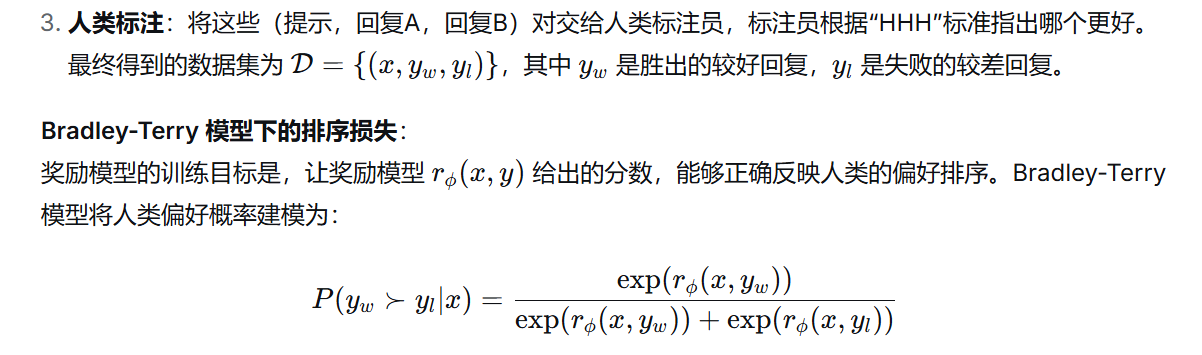 3. 人类标注：将这些（提示，回复A，回复B）对交给人类标注员，标注员根据“HHH”标准指出哪个更好。
最终得到的数据集为 𝒟 = {(x, y_w, y_l)}，其中 y_w 是胜出的较好回复，y_l 是失败的较差回复。
Bradley-Terry 模型下的排序损失：
奖励模型的训练目标是，让奖励模型 r_ϕ(x, y) 给出的分数，能够正确反映人类的偏好排序。Bradley-Terry
模型将人类偏好概率建模为：
P(y_w ≻ y_l|x) = exp(r_ϕ(x, y_w)) / (exp(r_ϕ(x, y_w)) + exp(r_ϕ(x, y_l)))